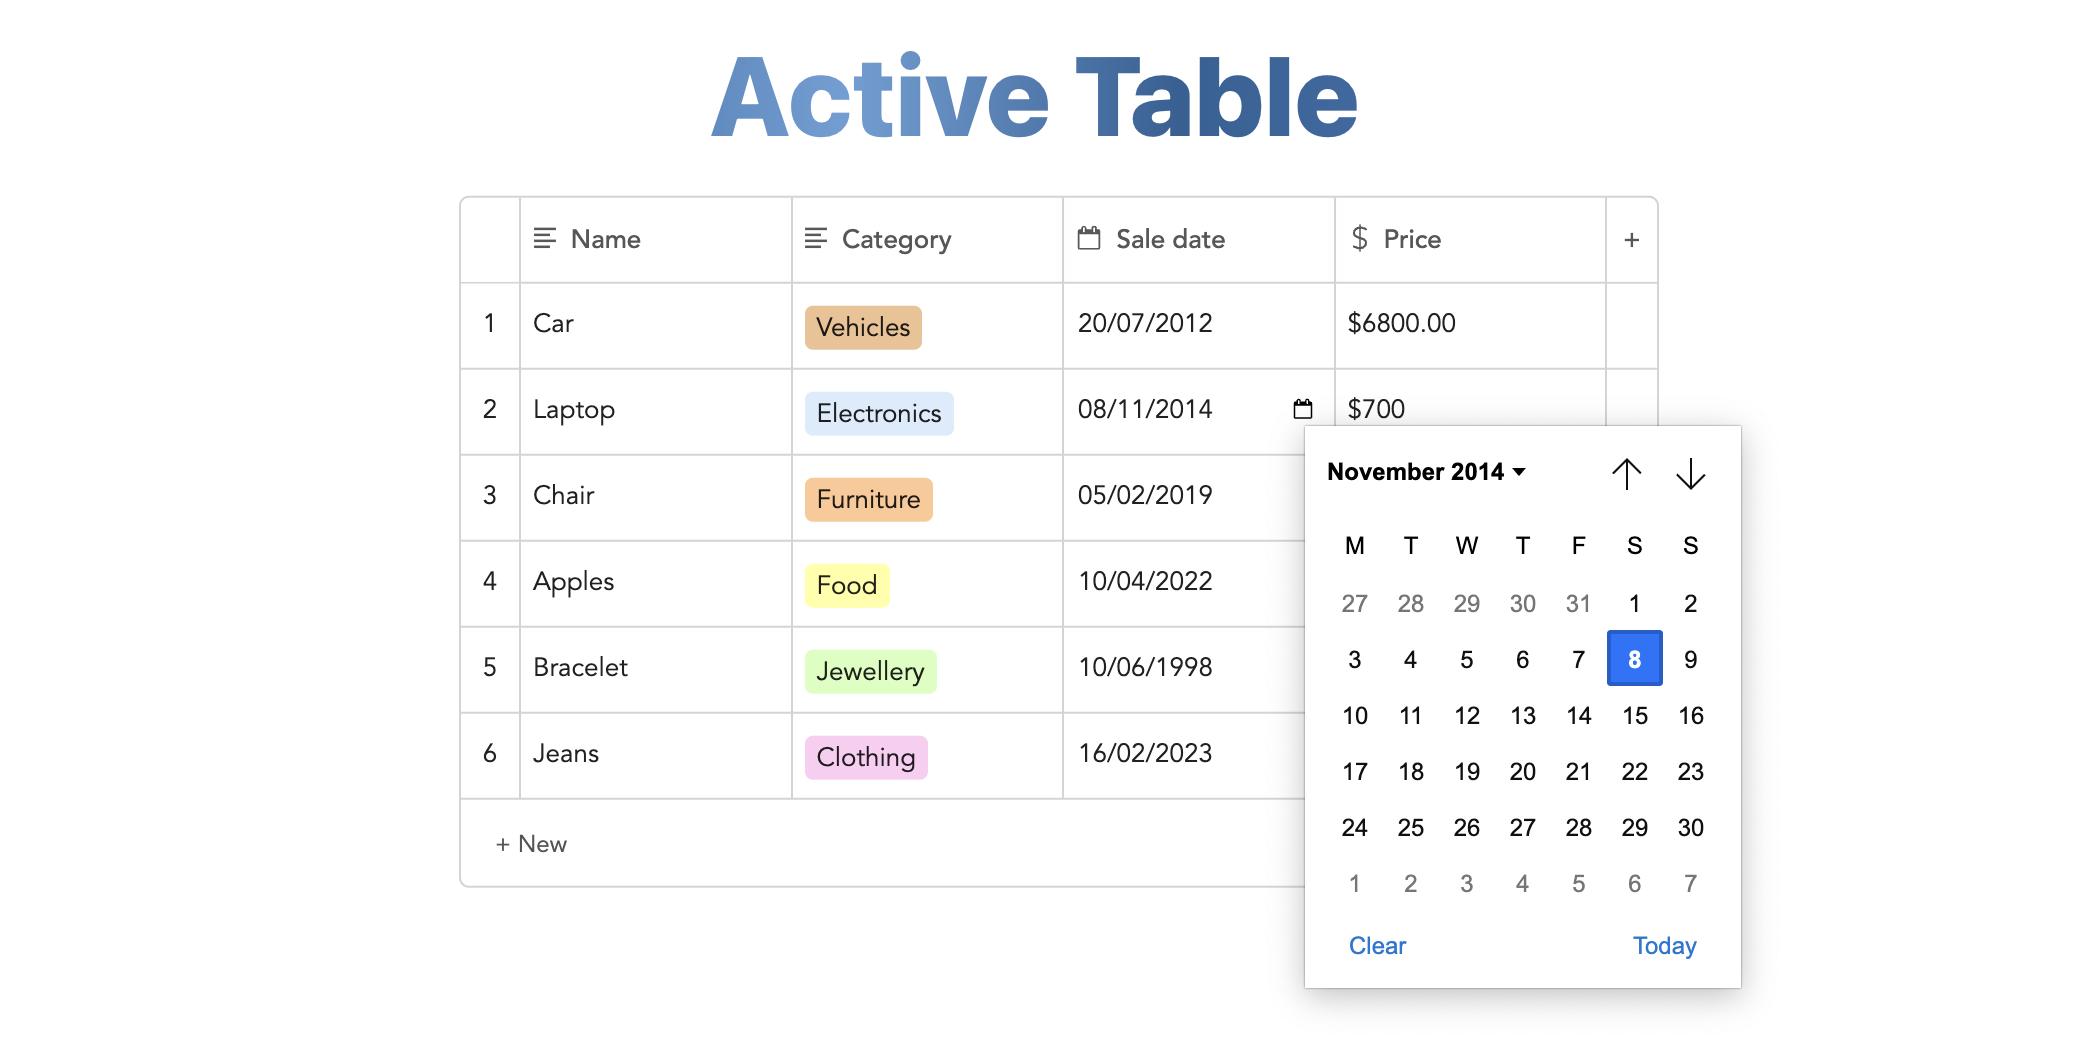 Active Table
Name Category Sale date $ Price +
1 Car Vehicles 20/07/2012 $6800.00
2 Laptop Electronics 08/11/2014 $700
3 Chair Furniture 05/02/2019
4 Apples Food 10/04/2022
5 Bracelet Jewellery 10/06/1998
6 Jeans Clothing 16/02/2023
+ New
November 2014
M T W T F S S
27 28 29 30 31 1 2
3 4 5 6 7 8 9
10 11 12 13 14 15 16
17 18 19 20 21 22 23
24 25 26 27 28 29 30
1 2 3 4 5 6 7
Clear Today